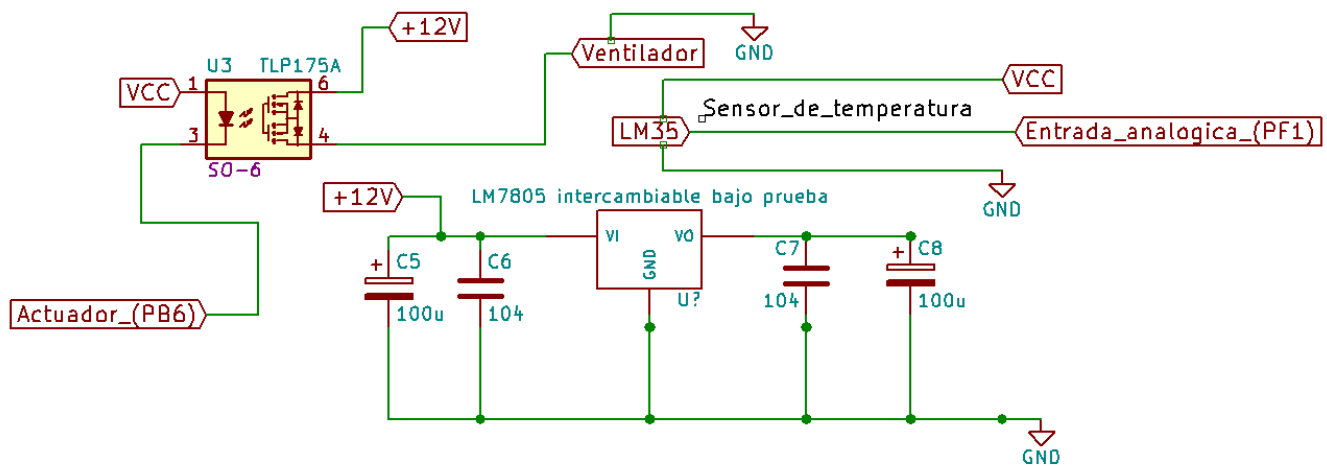 +12V
Ventilador
GND
U3 TLP175A
VCC
1
6
3
4
SO-6
VCC
Sensor_de_temperatura
LM35
Entrada_analogica_(PF1)
GND
+12V
LM7805 intercambiable bajo prueba
VI
VO
GND
U?
+ C5
100u
C6
104
C7
104
+ C8
100u
Actuador_(PB6)
GND